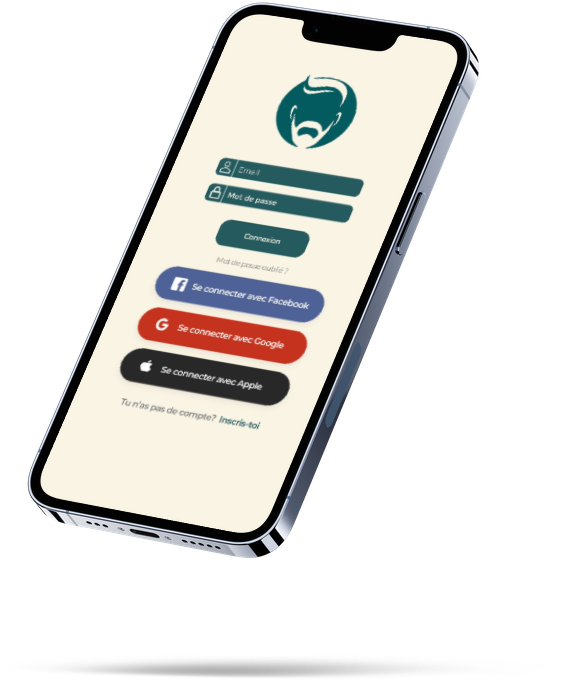 Email
Mot de passe
Connexion
Mot de passe oublié ?
Se connecter avec Facebook
Se connecter avec Google
Se connecter avec Apple
Tu n'as pas de compte? Inscris-toi